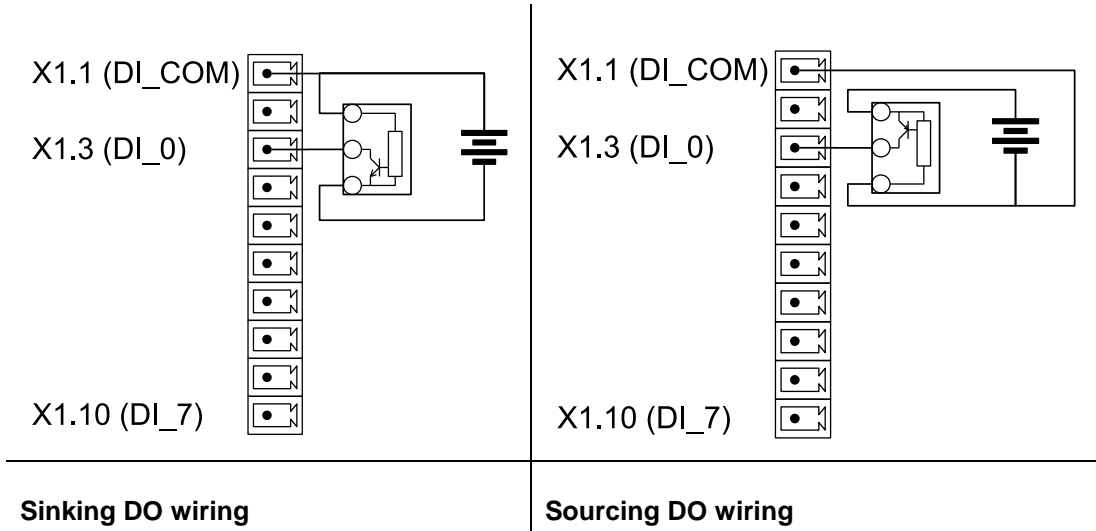 X1.1 (DI_COM)
X1.3 (DI_0)
X1.10 (DI_7)
Sinking DO wiring
X1.1 (DI_COM)
X1.3 (DI_0)
X1.10 (DI_7)
Sourcing DO wiring